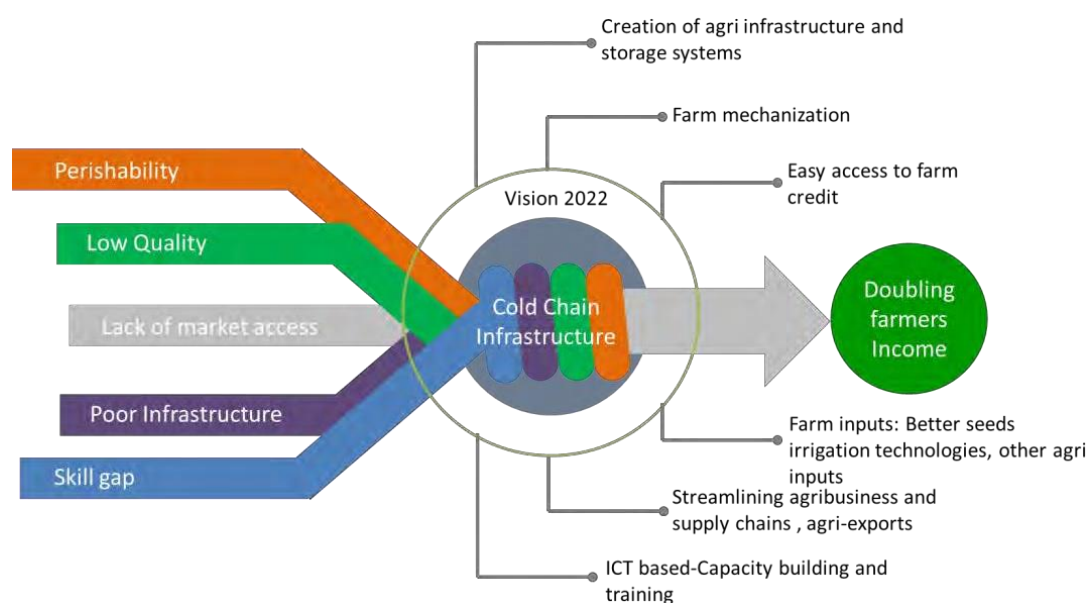 Creation of agri infrastructure and
storage systems
Farm mechanization
Easy access to farm
credit
Perishability
Low Quality
Lack of market access
Poor Infrastructure
Skill gap
Vision 2022
Cold Chain
Infrastructure
Doubling
farmers
Income
Farm inputs: Better seeds
irrigation technologies, other agri
inputs
Streamlining agribusiness and
supply chains , agri-exports
ICT based-Capacity building and
training